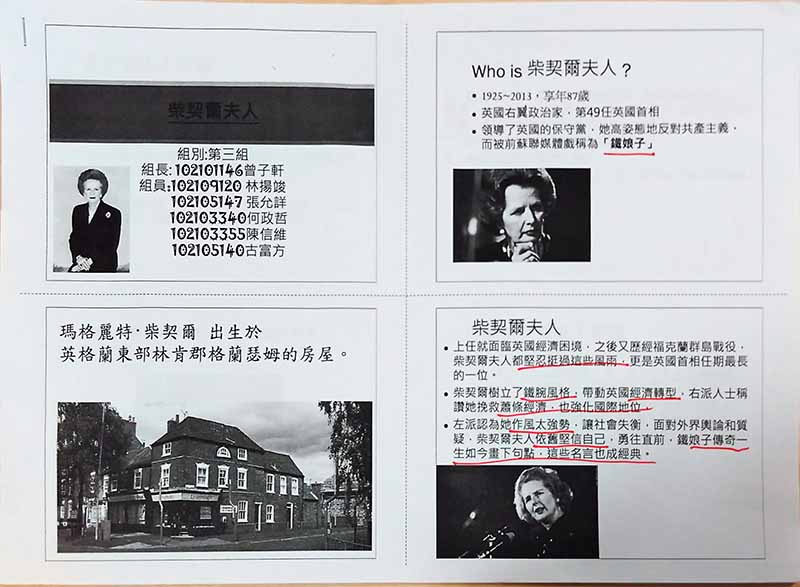 柴契爾夫人
組別:第三組
組長: 102101146曾子軒
組員:102109120 林揚竣
102105147 張允詳
102103340何政哲
102103355陳信維
102105140古富方
Who is 柴契爾夫人?
• 1925~2013,享年87歲
• 英國右翼政治家,第49任英國首相
• 領導了英國的保守黨,她高姿態地反對共產主義,
而被前蘇聯媒體戲稱為「鐵娘子」
瑪格麗特·柴契爾 出生於
英格蘭東部林肯郡格蘭瑟姆的房屋。
柴契爾夫人
• 上任就面臨英國經濟困境,之後又歷經福克蘭群島戰役,
柴契爾夫人都堅忍挺過這些風雨,更是英國首相任期最長
的一位。
• 柴契爾樹立了鐵腕風格,帶動英國經濟轉型,右派人士稱
讚她挽救蕭條經濟,也強化國際地位。
• 左派認為她作風太強勢,讓社會失衡,面對外界輿論和質
疑,柴契爾夫人依舊堅信自己,勇往直前,鐵娘子傳奇一
生如今畫下句點,這些名言也成經典。